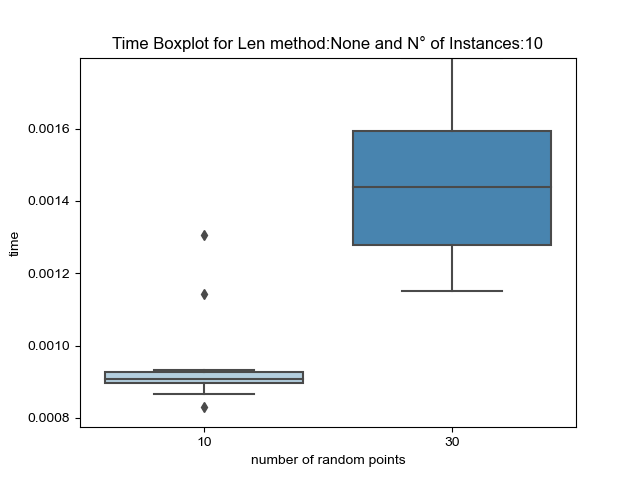 Time Boxplot for Len method:None and N° of Instances:10
0.0016
0.0014
0.0012
0.0010
0.0008
time
10
30
number of random points